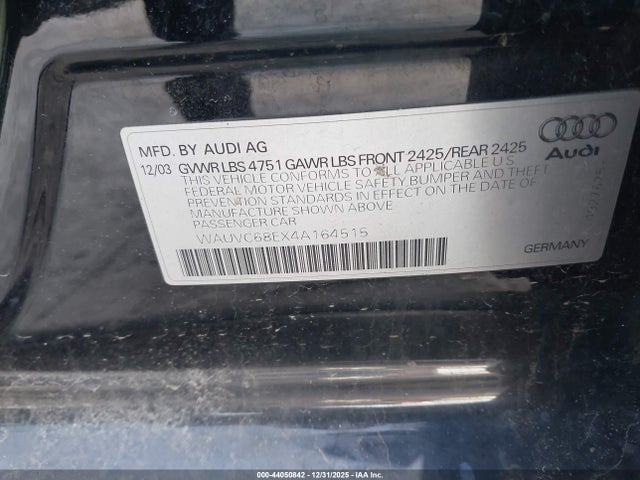 MFD. BY AUDI AG
12/03 GVWR LBS 4751 GAWR LBS FRONT 2425/REAR 2425
THIS VEHICLE CONFORMS TO ALL APPLICABLE U S
FEDERAL MOTOR VEHICLE SAFETY BUMPER AND THEFT
PREVENTION STANDARDS IN EFFECT ON THE DATE OF
MANUFACTURE SHOWN ABOVE
PASSENGER CAR
WAUVC68EX4A164515
Audi
GERMANY
000-44050842 - 12/31/2025 - IAA Inc.